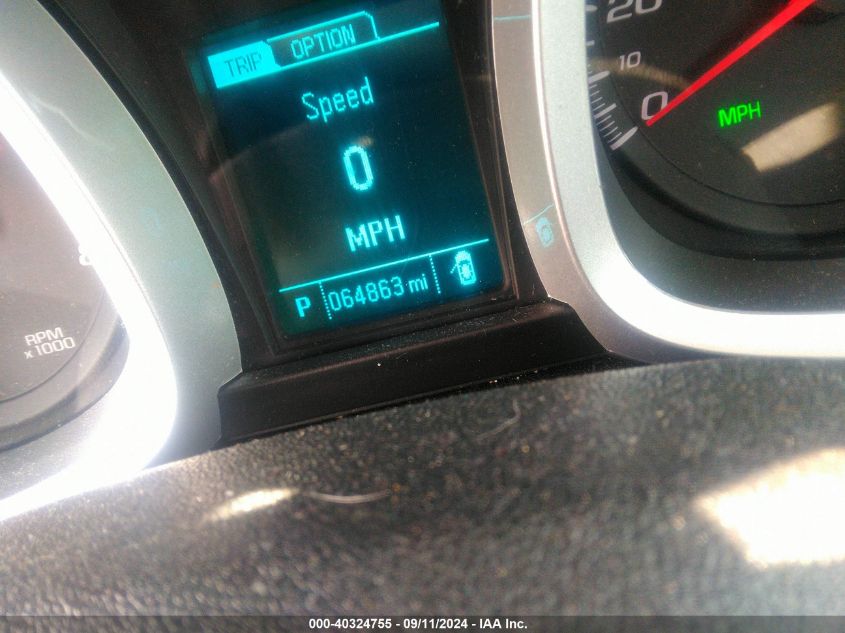 TRIP OPTION
Speed
0
MPH
P 064863 mi
RPM
x 1000
20
10
0
MPH
000-40324755 - 09/11/2024 - IAA Inc.